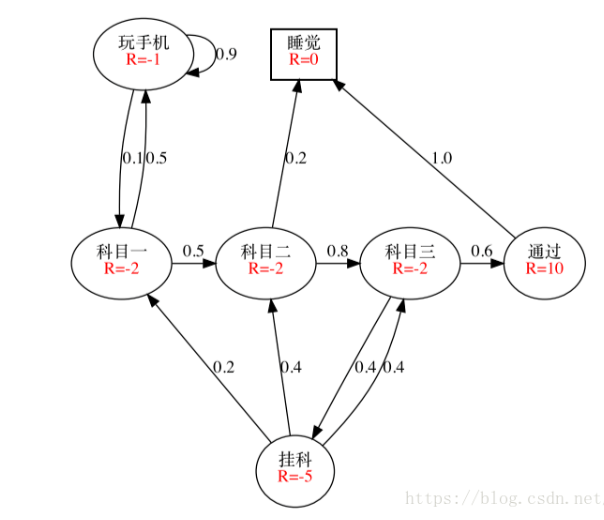 玩手机
R=-1
0.9
睡觉
R=0
0.1
0.5
0.2
1.0
科目一
R=-2
0.5
科目二
R=-2
0.8
科目三
R=-2
0.6
通过
R=10
0.2
0.4
0.4
0.4
挂科
R=-5
https://blog.csdn.net